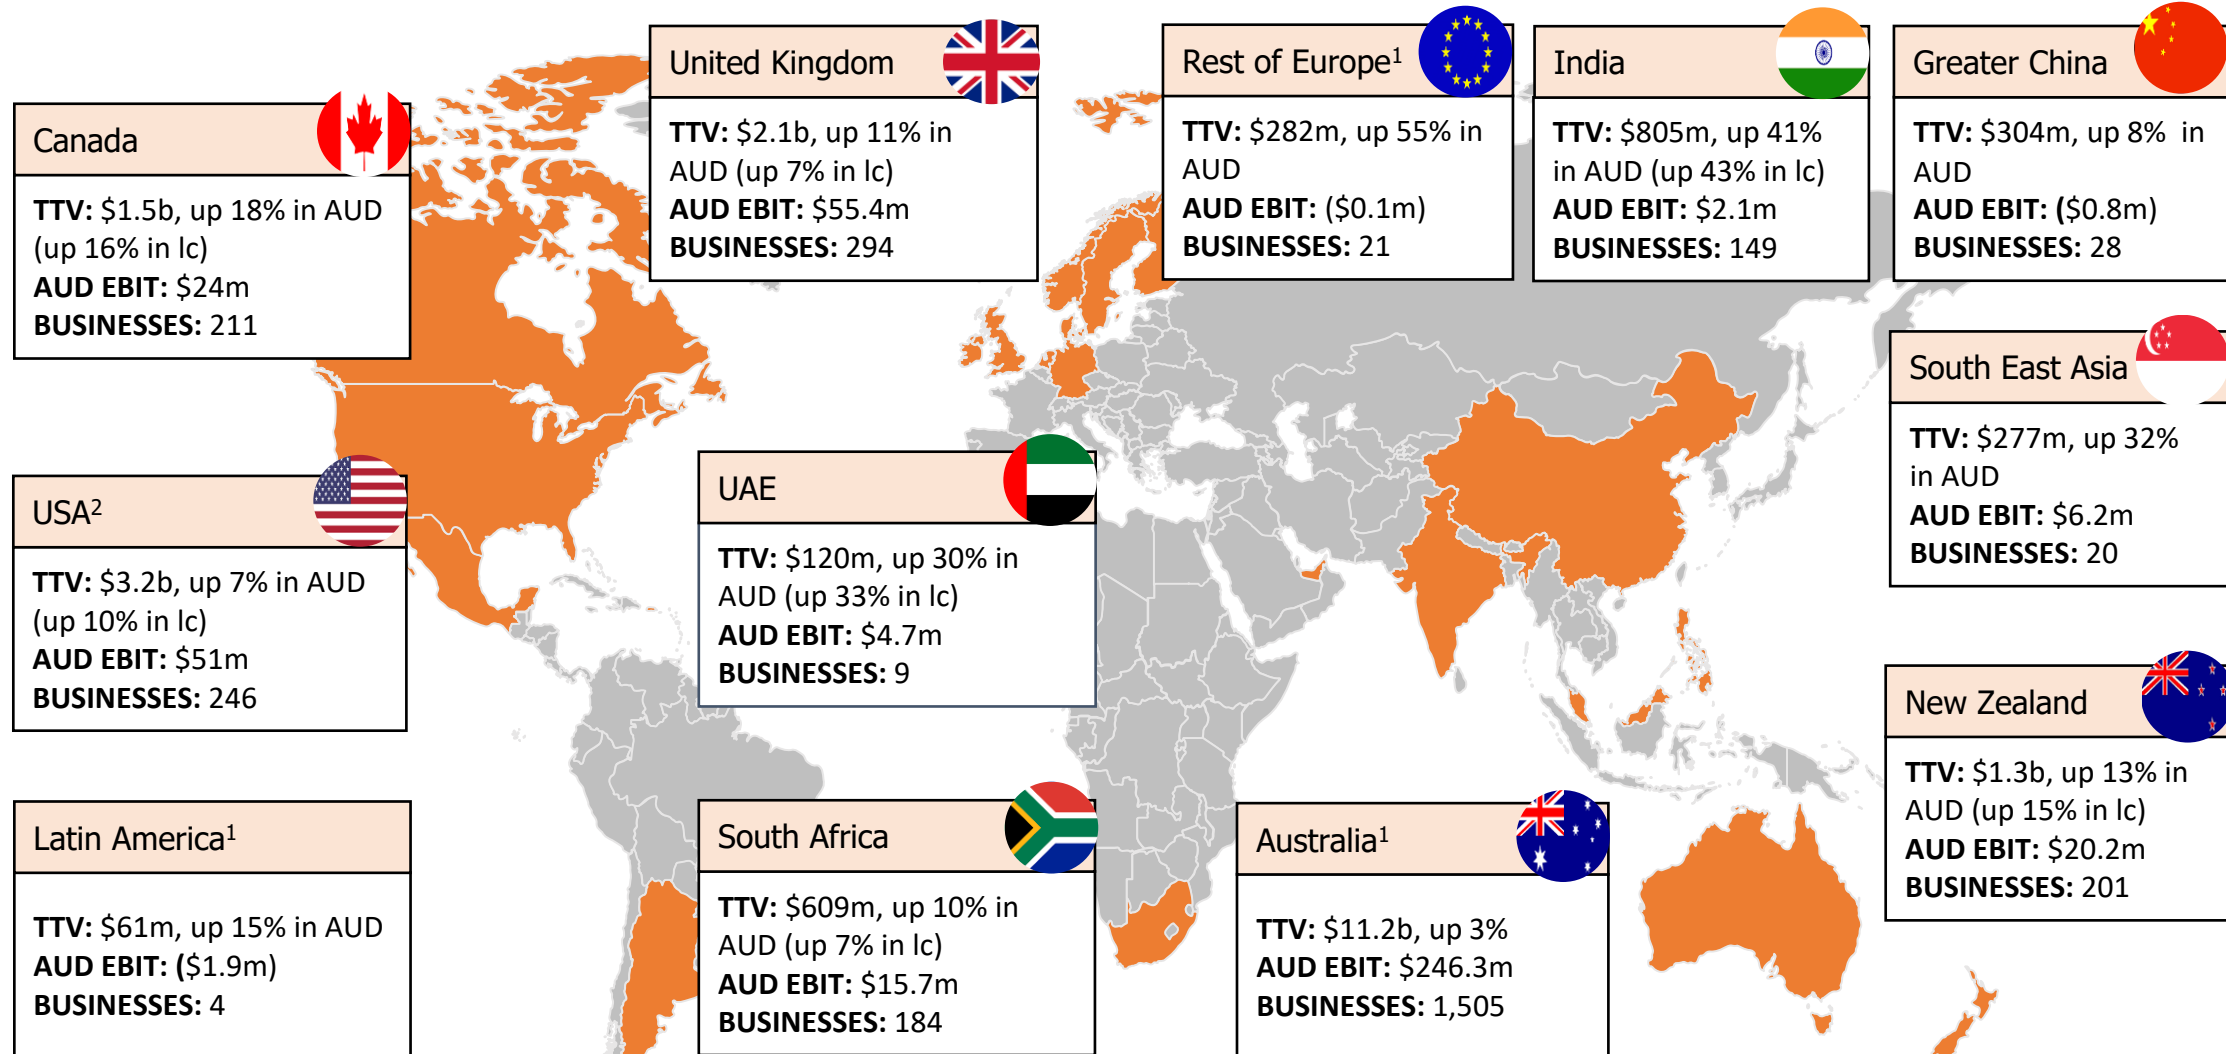 Canada
TTV: $1.5b, up 18% in AUD
(up 16% in lc)
AUD EBIT: $24m
BUSINESSES: 211
United Kingdom
TTV: $2.1b, up 11% in
AUD (up 7% in lc)
AUD EBIT: $55.4m
BUSINESSES: 294
Rest of Europe¹
TTV: $282m, up 55% in
AUD
AUD EBIT: ($0.1m)
BUSINESSES: 21
India
TTV: $805m, up 41%
in AUD (up 43% in lc)
AUD EBIT: $2.1m
BUSINESSES: 149
Greater China
TTV: $304m, up 8% in
AUD
AUD EBIT: ($0.8m)
BUSINESSES: 28
South East Asia
TTV: $277m, up 32%
in AUD
AUD EBIT: $6.2m
BUSINESSES: 20
USA²
TTV: $3.2b, up 7% in AUD
(up 10% in lc)
AUD EBIT: $51m
BUSINESSES: 246
UAE
TTV: $120m, up 30% in
AUD (up 33% in lc)
AUD EBIT: $4.7m
BUSINESSES: 9
New Zealand
TTV: $1.3b, up 13% in
AUD (up 15% in lc)
AUD EBIT: $20.2m
BUSINESSES: 201
Latin America¹
TTV: $61m, up 15% in AUD
AUD EBIT: ($1.9m)
BUSINESSES: 4
South Africa
TTV: $609m, up 10% in
AUD (up 7% in lc)
AUD EBIT: $15.7m
BUSINESSES: 184
Australia¹
TTV: $11.2b, up 3%
AUD EBIT: $246.3m
BUSINESSES: 1,505